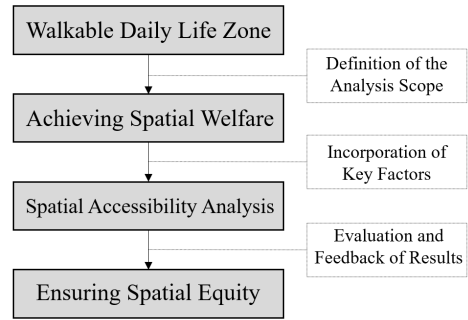 Walkable Daily Life Zone
Definition of the
Analysis Scope
Achieving Spatial Welfare
Incorporation of
Key Factors
Spatial Accessibility Analysis
Evaluation and
Feedback of Results
Ensuring Spatial Equity